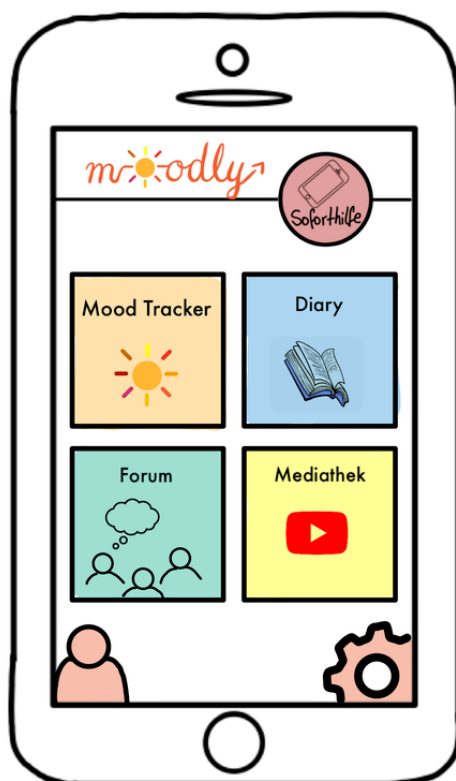 moodly
Soforthilfe
Mood Tracker
Diary
Forum
Mediathek